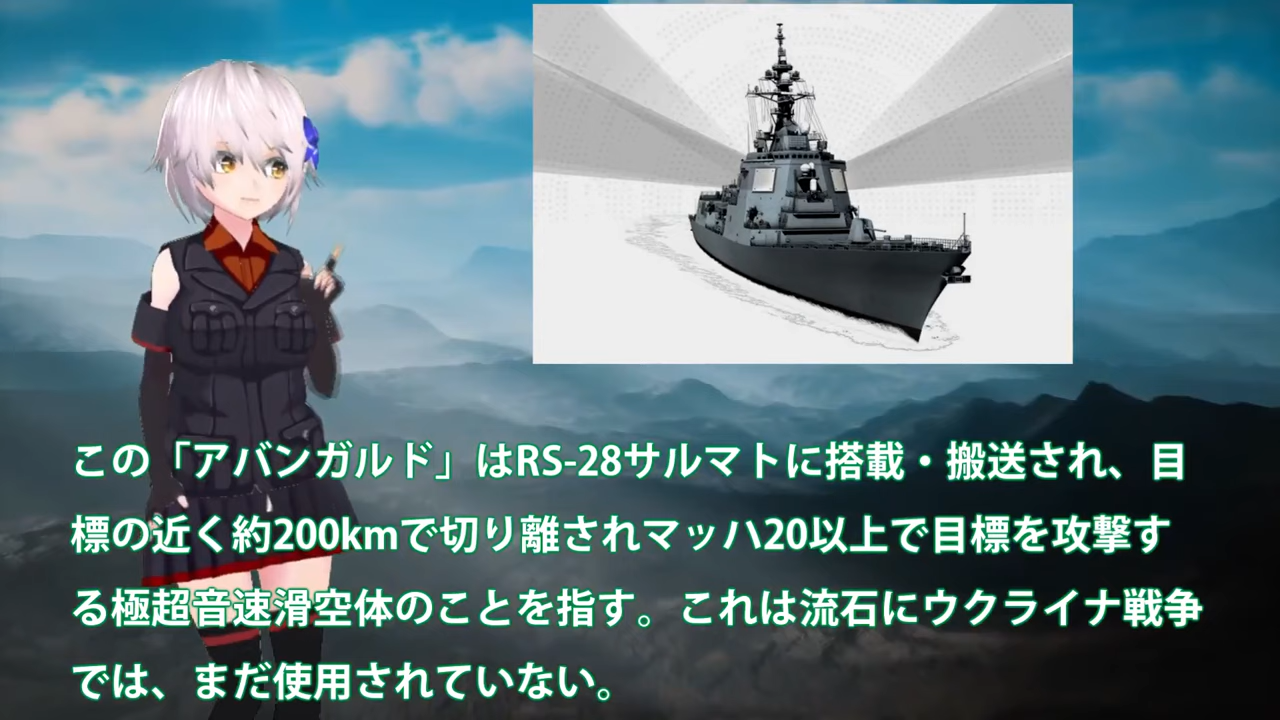 この「アバンガルド」はRS-28サルマトに搭載・搬送され、目
標の近く約200kmで切り離されマッハ20以上で目標を攻撃す
る極超音速滑空体のことを指す。これは流石にウクライナ戦争
では、まだ使用されていない。